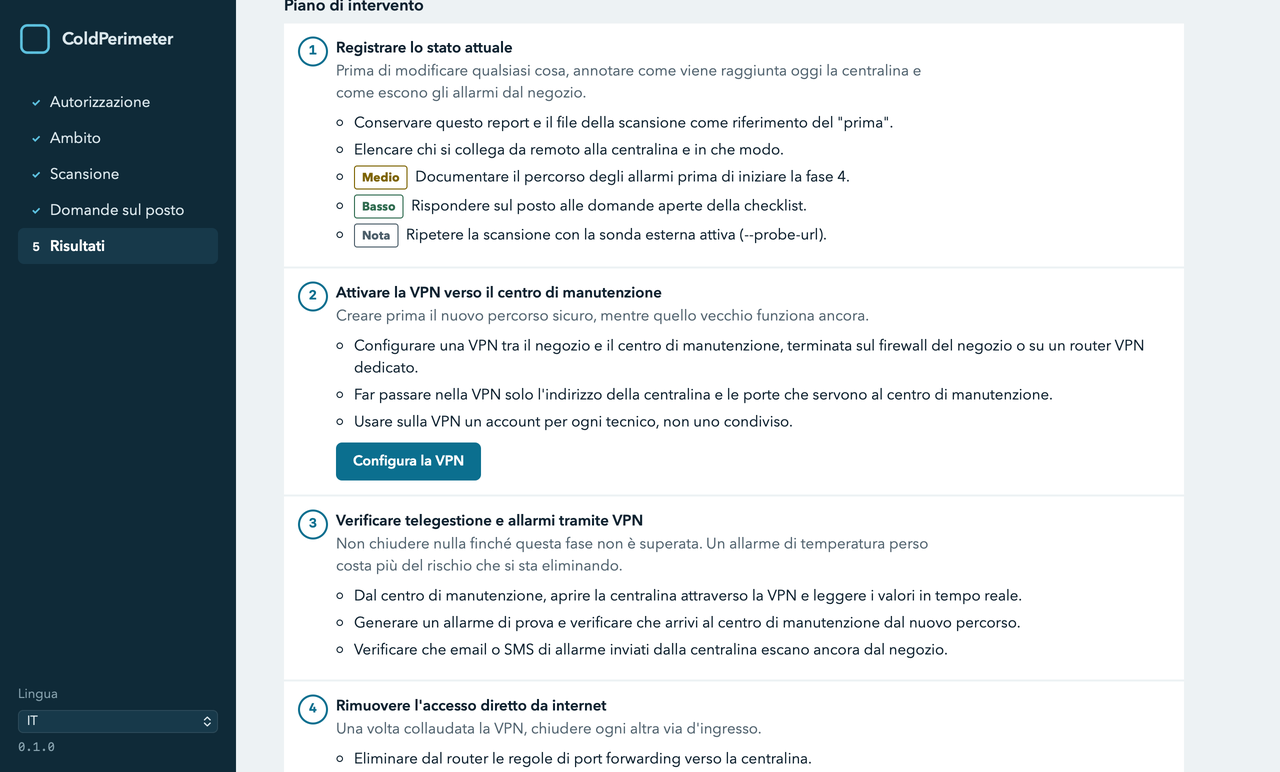 ColdPerimeter
Autorizzazione
Ambito
Scansione
Domande sul posto
5 Risultati
Lingua
IT
0.1.0
Piano di intervento
1 Registrare lo stato attuale
Prima di modificare qualsiasi cosa, annotare come viene raggiunta oggi la centralina e
come escono gli allarmi dal negozio.
Conservare questo report e il file della scansione come riferimento del "prima".
Elencare chi si collega da remoto alla centralina e in che modo.
Medio Documentare il percorso degli allarmi prima di iniziare la fase 4.
Basso Rispondere sul posto alle domande aperte della checklist.
Nota Ripetere la scansione con la sonda esterna attiva (--probe-url).
2 Attivare la VPN verso il centro di manutenzione
Creare prima il nuovo percorso sicuro, mentre quello vecchio funziona ancora.
Configurare una VPN tra il negozio e il centro di manutenzione, terminata sul firewall del negozio o su un router VPN
dedicato.
Far passare nella VPN solo l'indirizzo della centralina e le porte che servono al centro di manutenzione.
Usare sulla VPN un account per ogni tecnico, non uno condiviso.
Configura la VPN
3 Verificare telegestione e allarmi tramite VPN
Non chiudere nulla finché questa fase non è superata. Un allarme di temperatura perso
costa più del rischio che si sta eliminando.
Dal centro di manutenzione, aprire la centralina attraverso la VPN e leggere i valori in tempo reale.
Generare un allarme di prova e verificare che arrivi al centro di manutenzione dal nuovo percorso.
Verificare che email o SMS di allarme inviati dalla centralina escano ancora dal negozio.
4 Rimuovere l'accesso diretto da internet
Una volta collaudata la VPN, chiudere ogni altra via d'ingresso.
Eliminare dal router le regole di port forwarding verso la centralina.